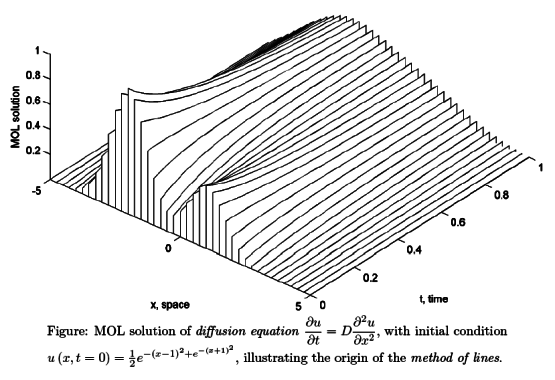 1
0.8
0.6
0.4
0.2
MOL solution
-5
0
5
x, space
0
0.2
0.4
0.6
0.8
1
t, time
Figure: MOL solution of diffusion equation ∂u/∂t = D ∂²u/∂x², with initial condition
u (x, t = 0) = ½e^{-(x-1)²+e^{-(x+1)²}}, illustrating the origin of the method of lines.